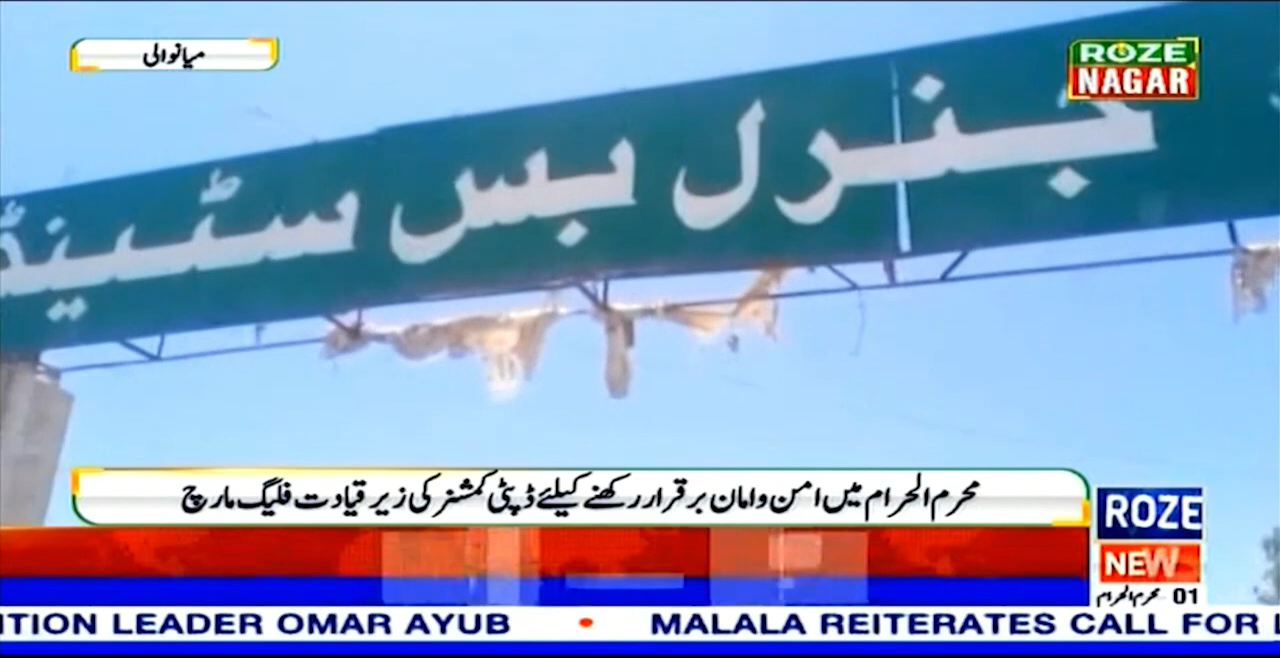 میانوالی
ROZE
NAGAR
جنرل بس سٹینڈ
محرم الحرام میں امن و امان برقرار رکھنے کیلئے ڈپٹی کمشنر کی زیر قیادت فلیگ مارچ
ROZE
NEW
01 محرم الحرام
ITION LEADER OMAR AYUB • MALALA REITERATES CALL FOR